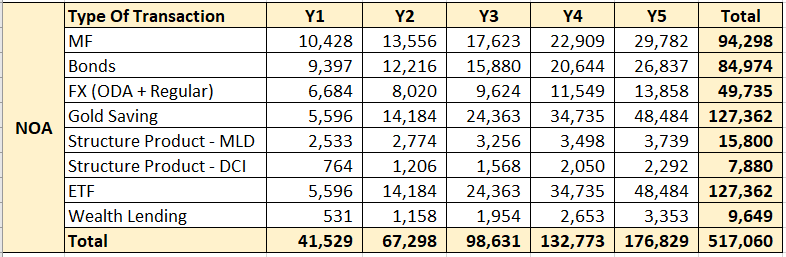 Type Of Transaction Y1 Y2 Y3 Y4 Y5 Total
MF 10,428 13,556 17,623 22,909 29,782 94,298
Bonds 9,397 12,216 15,880 20,644 26,837 84,974
FX (ODA + Regular) 6,684 8,020 9,624 11,549 13,858 49,735
Gold Saving 5,596 14,184 24,363 34,735 48,484 127,362
NOA
Structure Product - MLD 2,533 2,774 3,256 3,498 3,739 15,800
Structure Product - DCI 764 1,206 1,568 2,050 2,292 7,880
ETF 5,596 14,184 24,363 34,735 48,484 127,362
Wealth Lending 531 1,158 1,954 2,653 3,353 9,649
Total 41,529 67,298 98,631 132,773 176,829 517,060